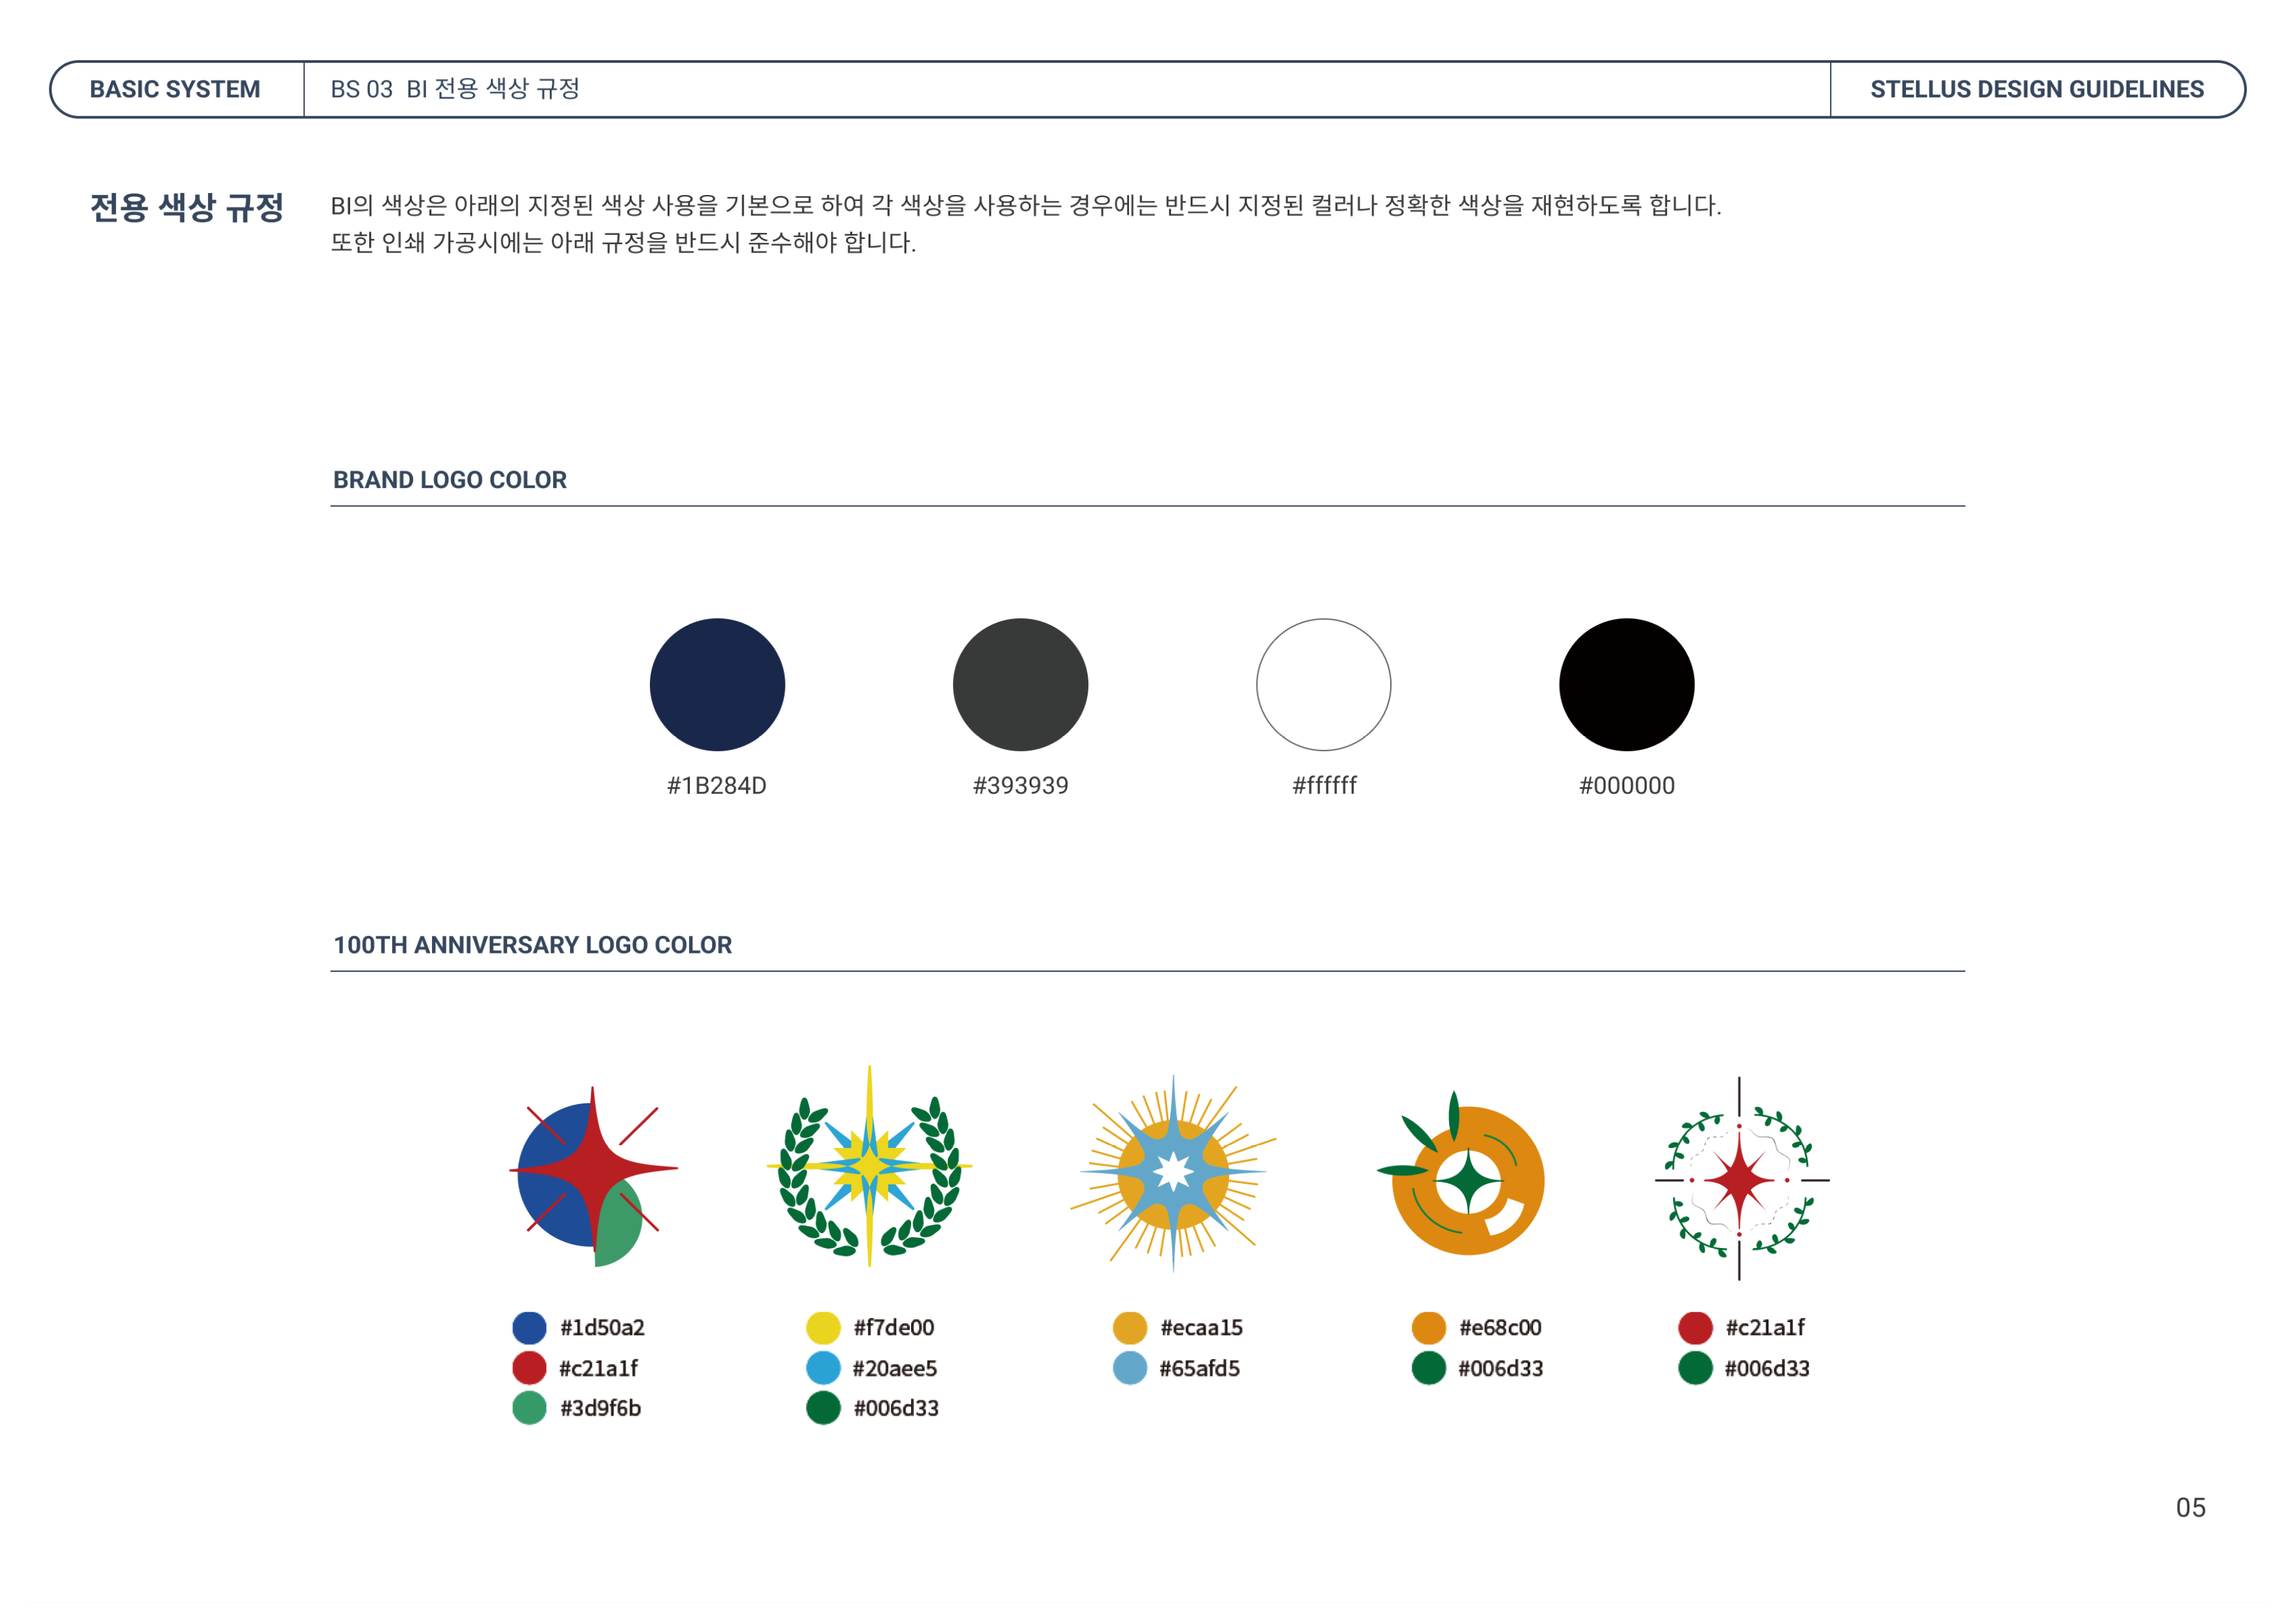 BASIC SYSTEM
BS 03 BI 전용 색상 규정
STELLUS DESIGN GUIDELINES
전용 색상 규정
BI의 색상은 아래의 지정된 색상 사용을 기본으로 하여 각 색상을 사용하는 경우에는 반드시 지정된 컬러나 정확한 색상을 재현하도록 합니다.
또한 인쇄 가공시에는 아래 규정을 반드시 준수해야 합니다.
BRAND LOGO COLOR
#1B284D
#393939
#ffffff
#000000
100TH ANNIVERSARY LOGO COLOR
#1d50a2
#c21a1f
#3d9f6b
#f7de00
#20aee5
#006d33
#ecaa15
#65afd5
#e68c00
#006d33
#c21a1f
#006d33
05